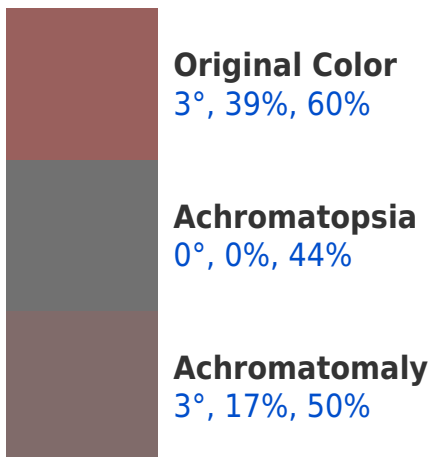 Original Color
3°, 39%, 60%
Achromatopsia
0°, 0%, 44%
Achromatomaly
3°, 17%, 50%